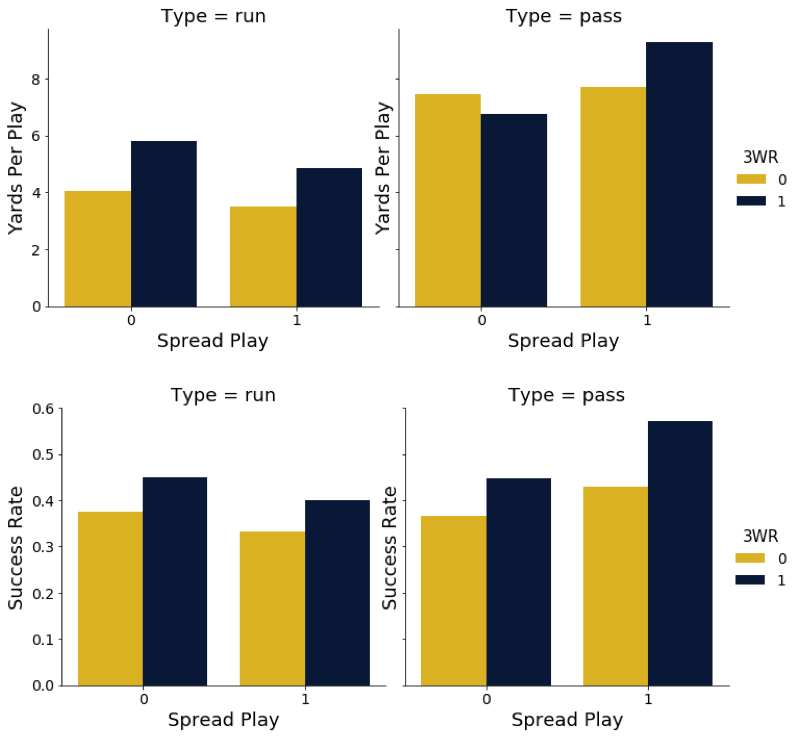 Type = run
Type = pass
Yards Per Play
8
6
4
2
0
0
1
Spread Play
Yards Per Play
0
1
Spread Play
3WR
0
1
Type = run
Type = pass
Success Rate
0.6
0.5
0.4
0.3
0.2
0.1
0.0
0
1
Spread Play
Success Rate
0
1
Spread Play
3WR
0
1